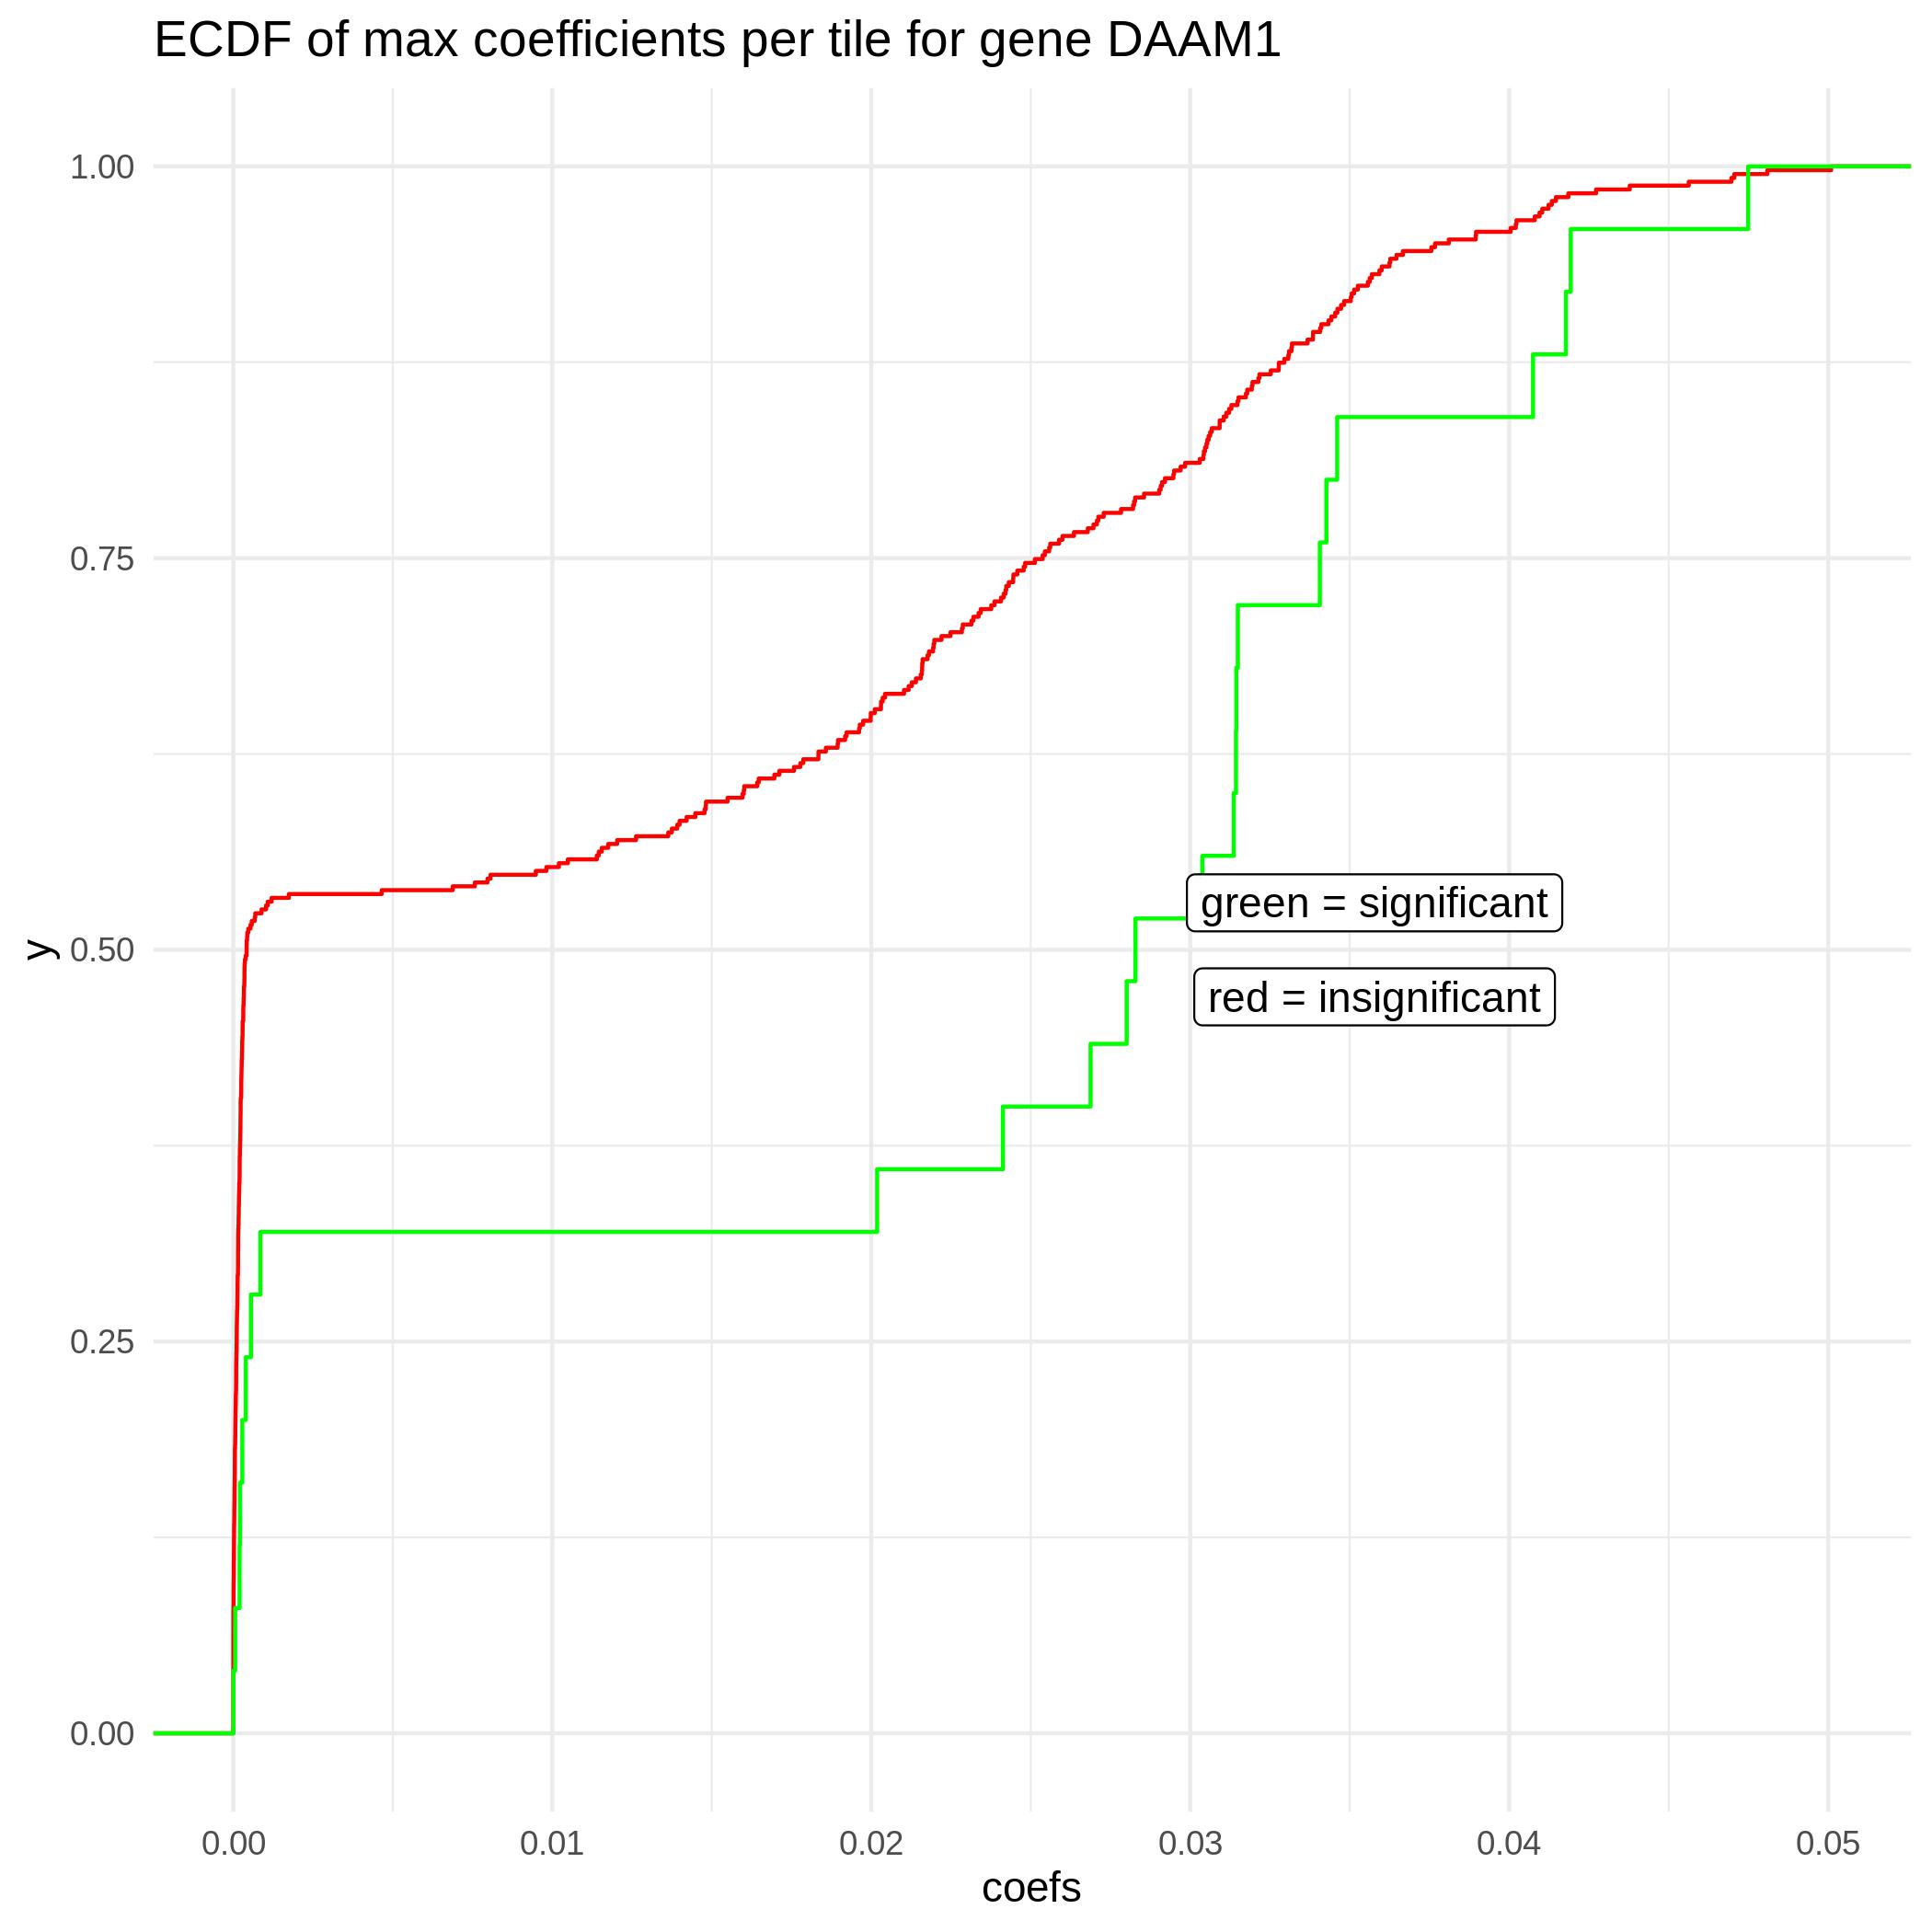 ECDF of max coefficients per tile for gene DAAM1
y
1.00
0.75
0.50
0.25
0.00
green = significant
red = insignificant
0.00 0.01 0.02 0.03 0.04 0.05
coefs